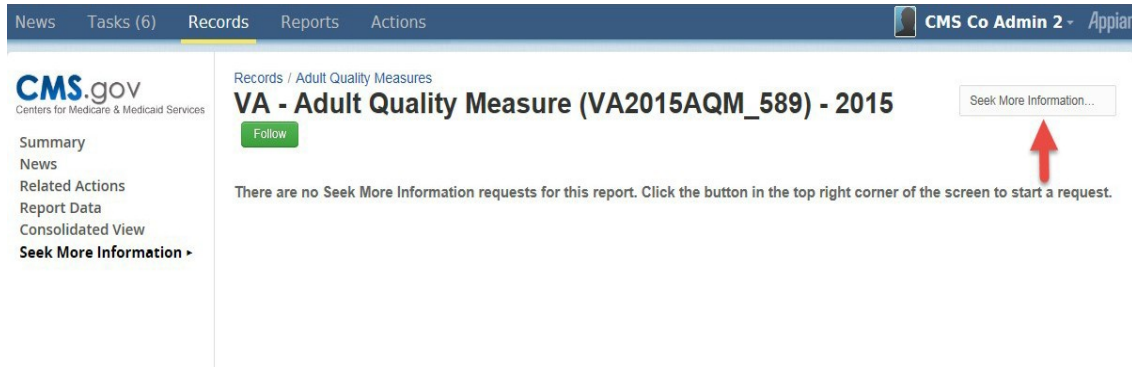 News Tasks (6) Records Reports Actions CMS Co Admin 2 Appian
CMS.gov
Centers for Medicare & Medicaid Services
Summary
News
Related Actions
Report Data
Consolidated View
Seek More Information
Records / Adult Quality Measures
VA - Adult Quality Measure (VA2015AQM_589) - 2015
Seek More Information...
Follow
There are no Seek More Information requests for this report. Click the button in the top right corner of the screen to start a request.